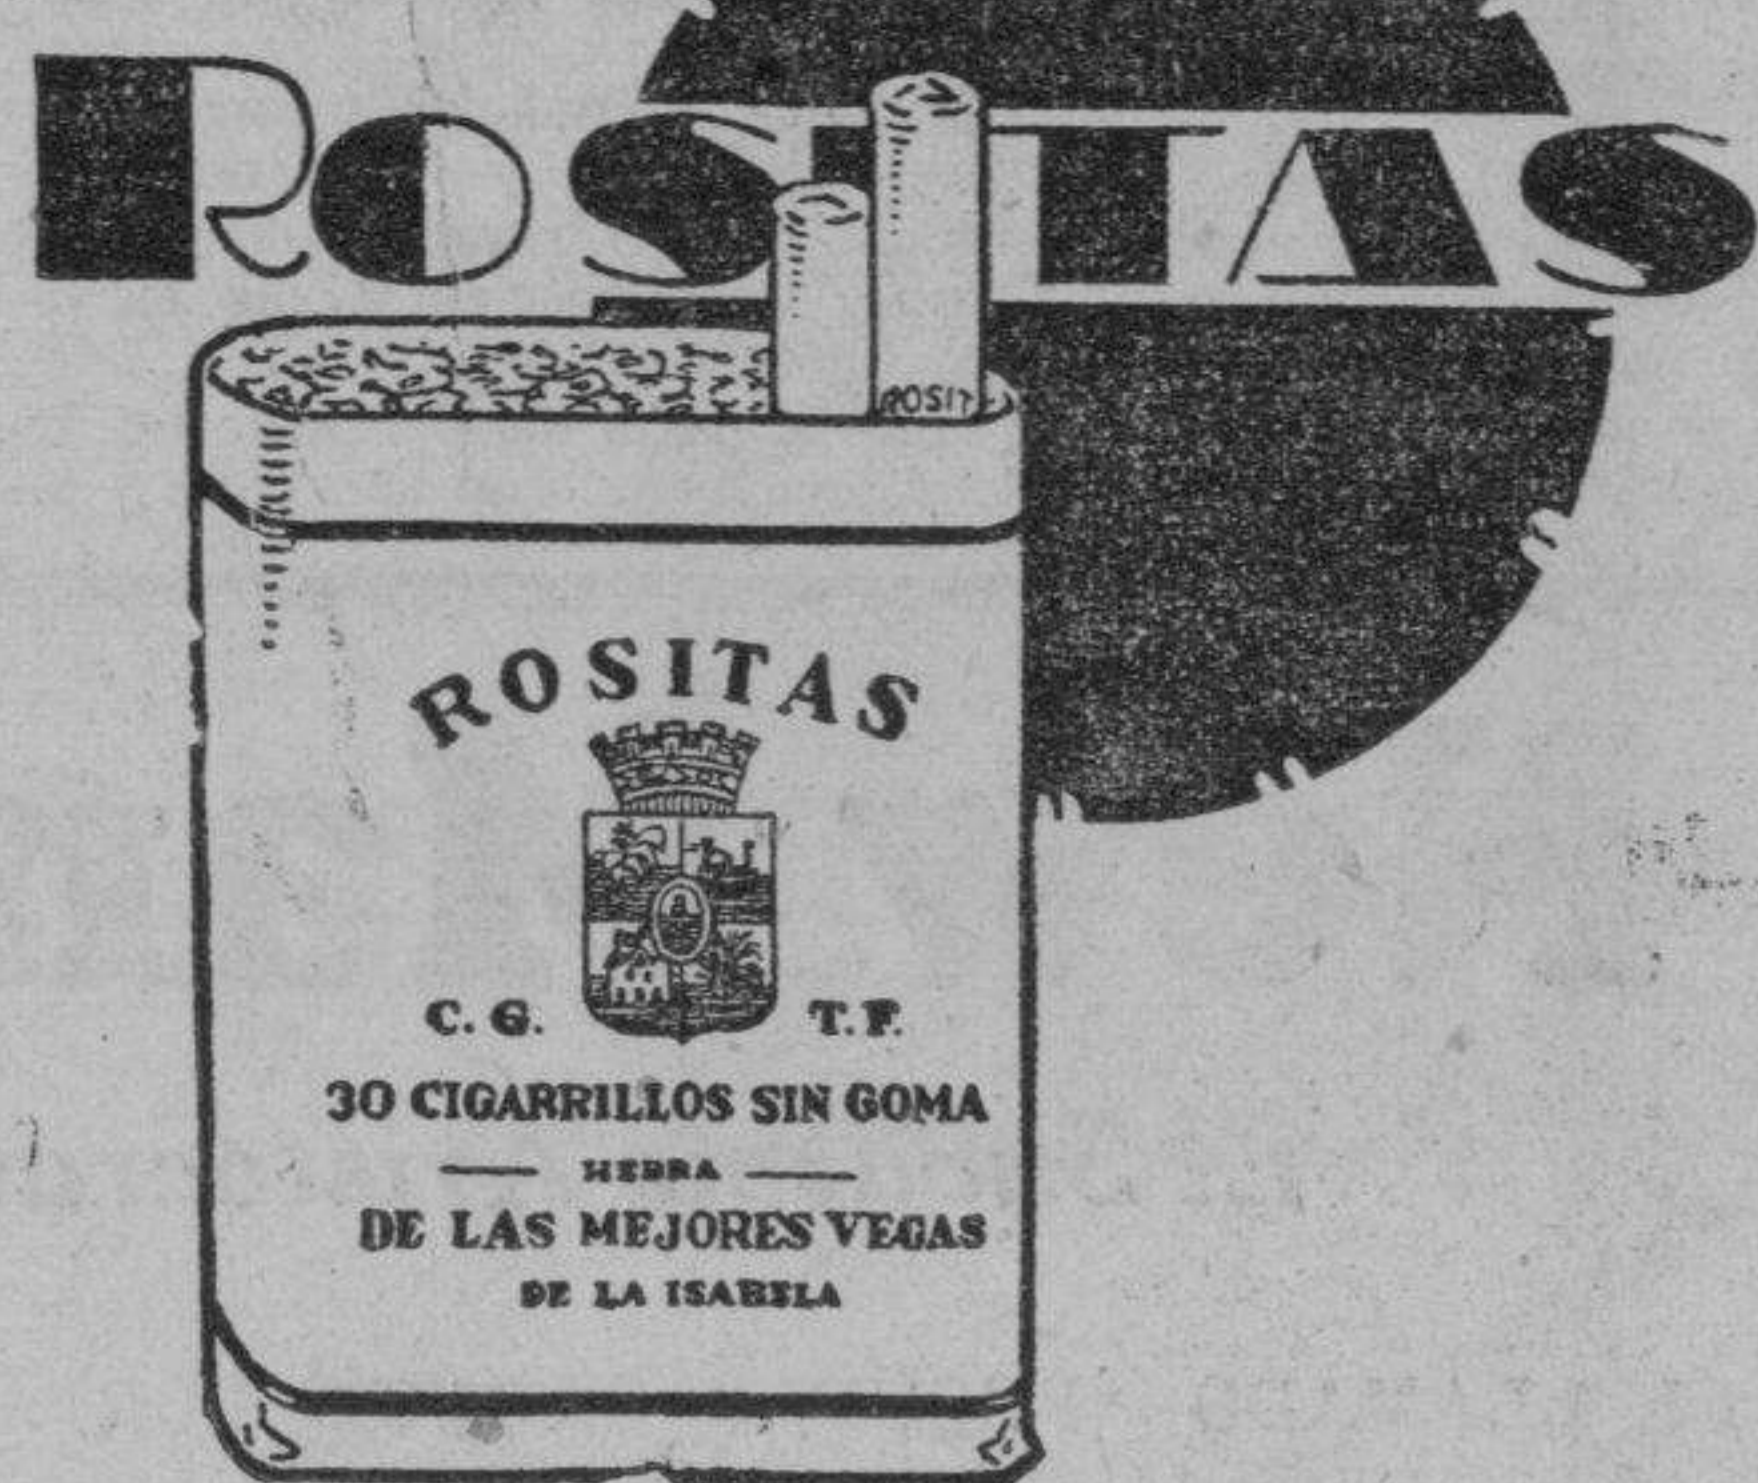 ROSITAS
ROSIT
ROSITAS
C. G. T. F.
30 CIGARRILLOS SIN GOMA
HEBRA
DE LAS MEJORES VEGAS
DE LA ISABELA